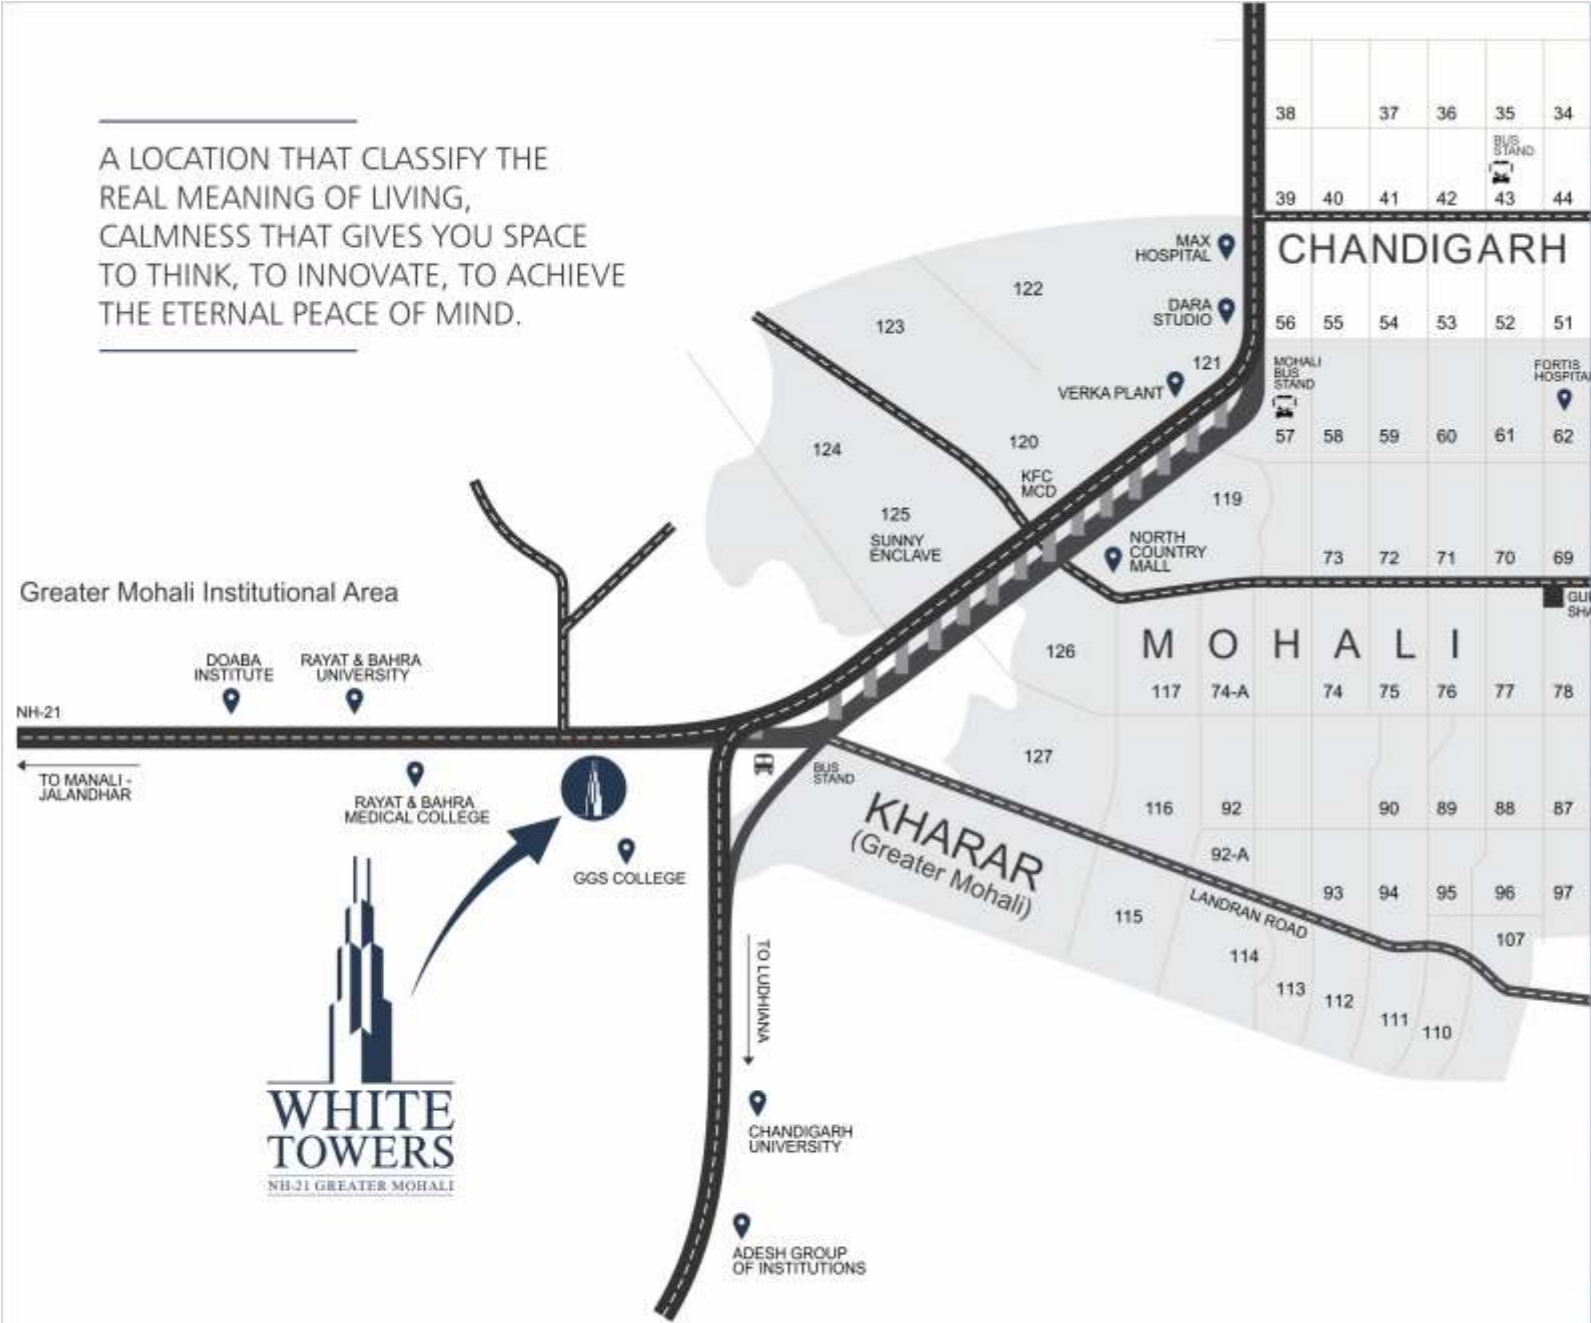 A LOCATION THAT CLASSIFY THE
REAL MEANING OF LIVING,
CALMNESS THAT GIVES YOU SPACE
TO THINK, TO INNOVATE, TO ACHIEVE
THE ETERNAL PEACE OF MIND.
38 37 36 35 34
BUS
STAND
39 40 41 42 43 44
CHANDIGARH
MAX
HOSPITAL
DARA
STUDIO
122
123
56 55 54 53 52 51
121
VERKA PLANT
MOHALI
BUS
STAND
FORTIS
57 58 59 60 61 62
120
124
KFC
MCD
119
125
SUNNY
ENCLAVE
NORTH
COUNTRY
MALL
73 72 71 70 69
Greater Mohali Institutional Area
126
MOHALI
117 74-A 74 75 76 77 78
DOABA
INSTITUTE
RAYAT & BAHRA
UNIVERSITY
NH-21
TO MANALI -
JALANDHAR
RAYAT & BAHRA
MEDICAL COLLEGE
BUS
STAND
127
116 92 90 89 88 87
KHARAR
(Greater Mohali)
92-A
GGS COLLEGE
93 94 95 96 97
LANDRAN ROAD
115
107
114
113
112
111
110
TO LUDHIANA
WHITE
TOWERS
NH-21 GREATER MOHALI
CHANDIGARH
UNIVERSITY
ADESH GROUP
OF INSTITUTIONS